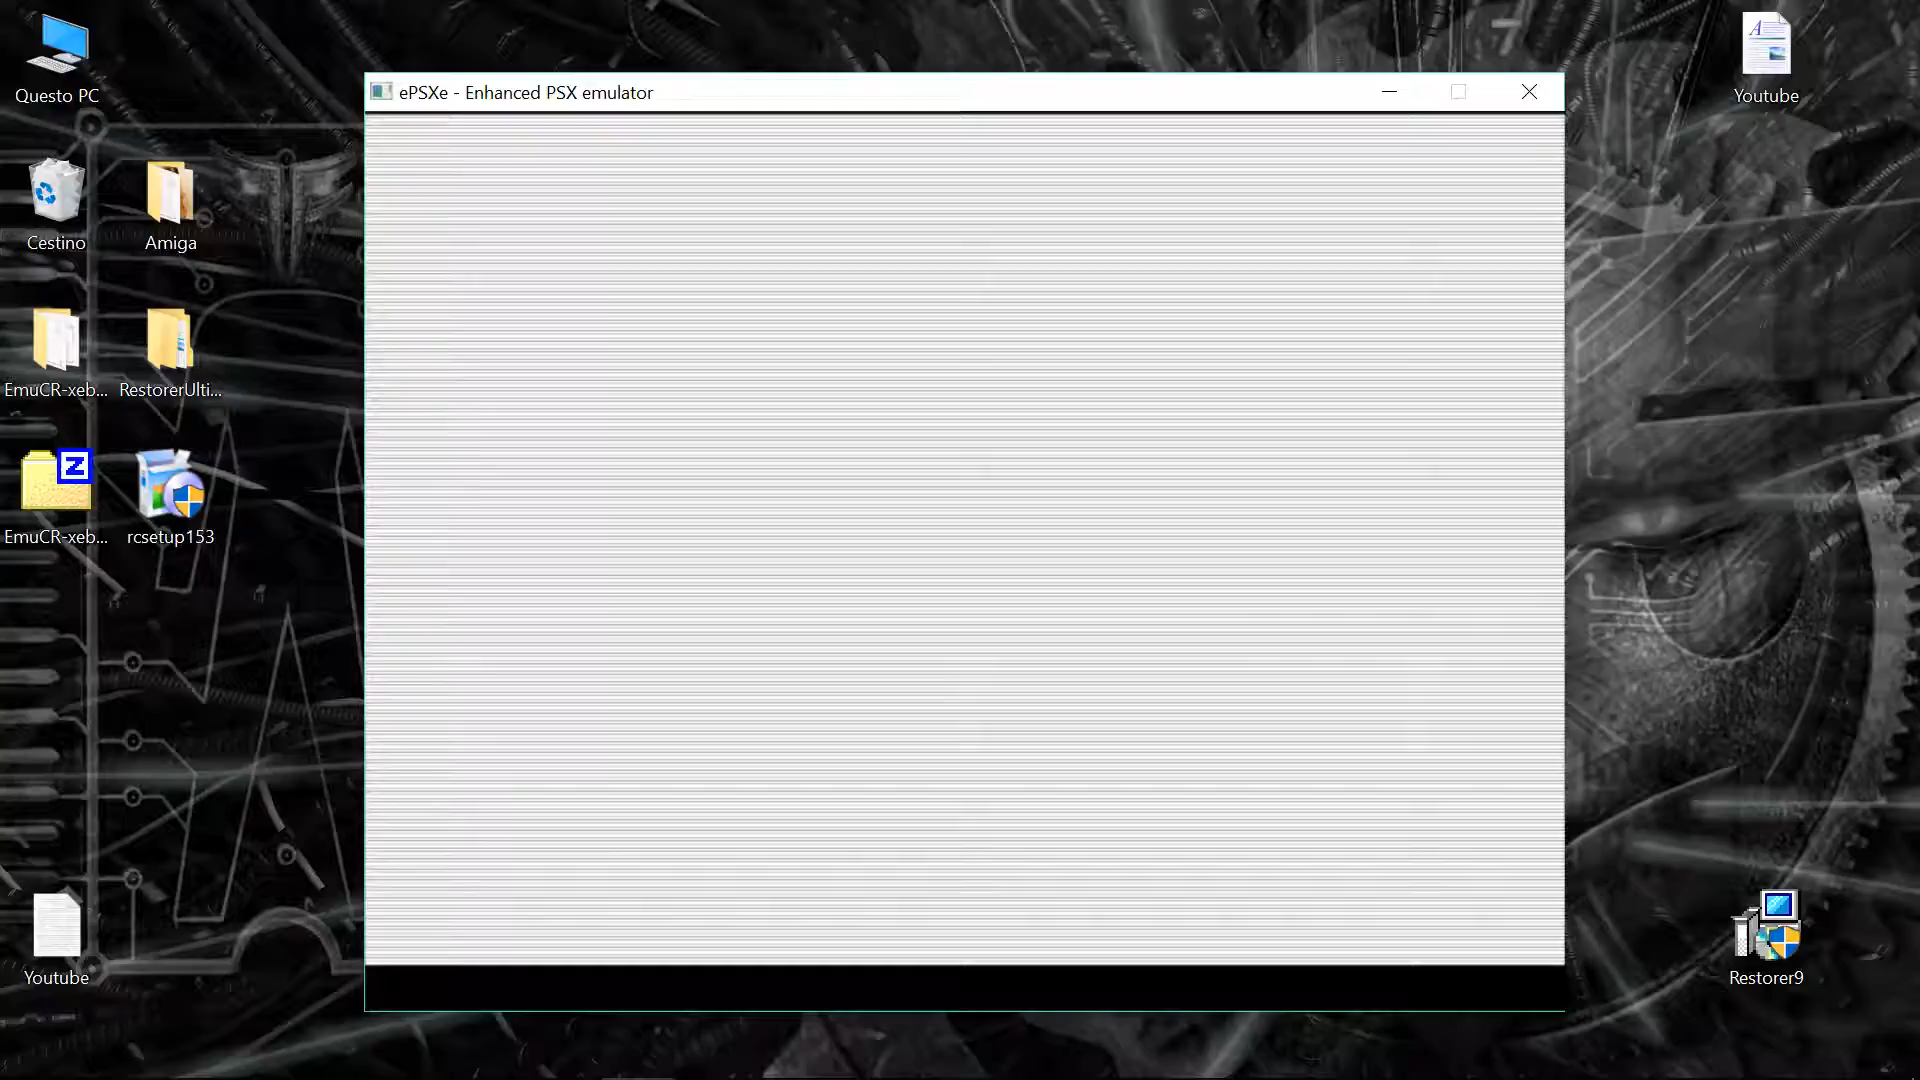 ePSXe - Enhanced PSX emulator
Questo PC
Cestino
Amiga
EmuCR-xeb...
RestorerUlti...
Z
EmuCR-xeb...
rcsetup153
Youtube
A
Youtube
Restorer9